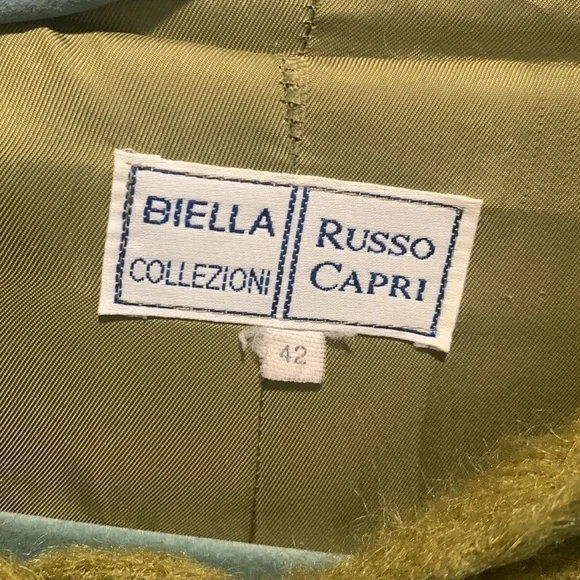 BIELLA
COLLEZIONI
RUSSO
CAPRI
42